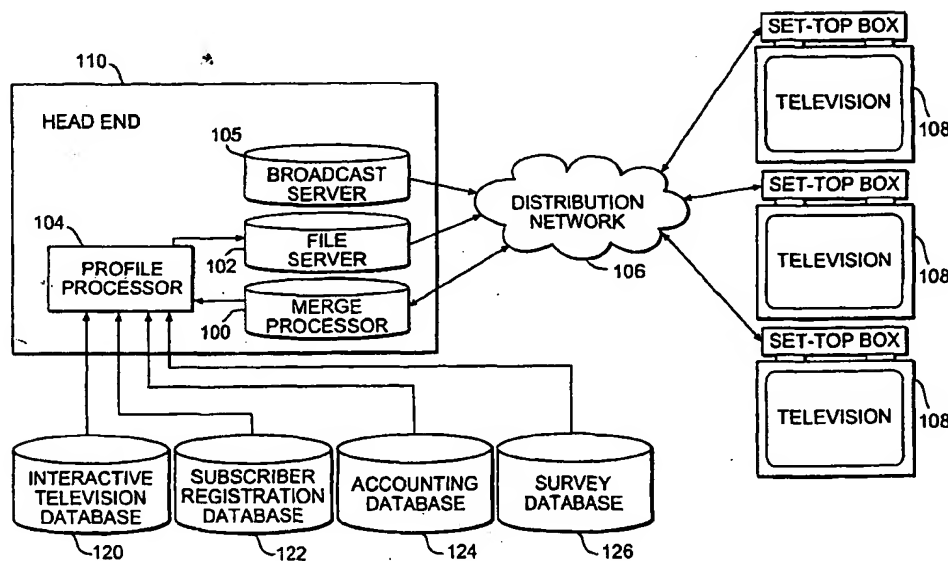 110
HEAD END
105
BROADCAST
SERVER
104
PROFILE
PROCESSOR
102
FILE
SERVER
100
MERGE
PROCESSOR
DISTRIBUTION
NETWORK
106
SET-TOP BOX
TELEVISION
108
SET-TOP BOX
TELEVISION
108
SET-TOP BOX
TELEVISION
108
INTERACTIVE
TELEVISION
DATABASE
120
SUBSCRIBER
REGISTRATION
DATABASE
122
ACCOUNTING
DATABASE
124
SURVEY
DATABASE
126